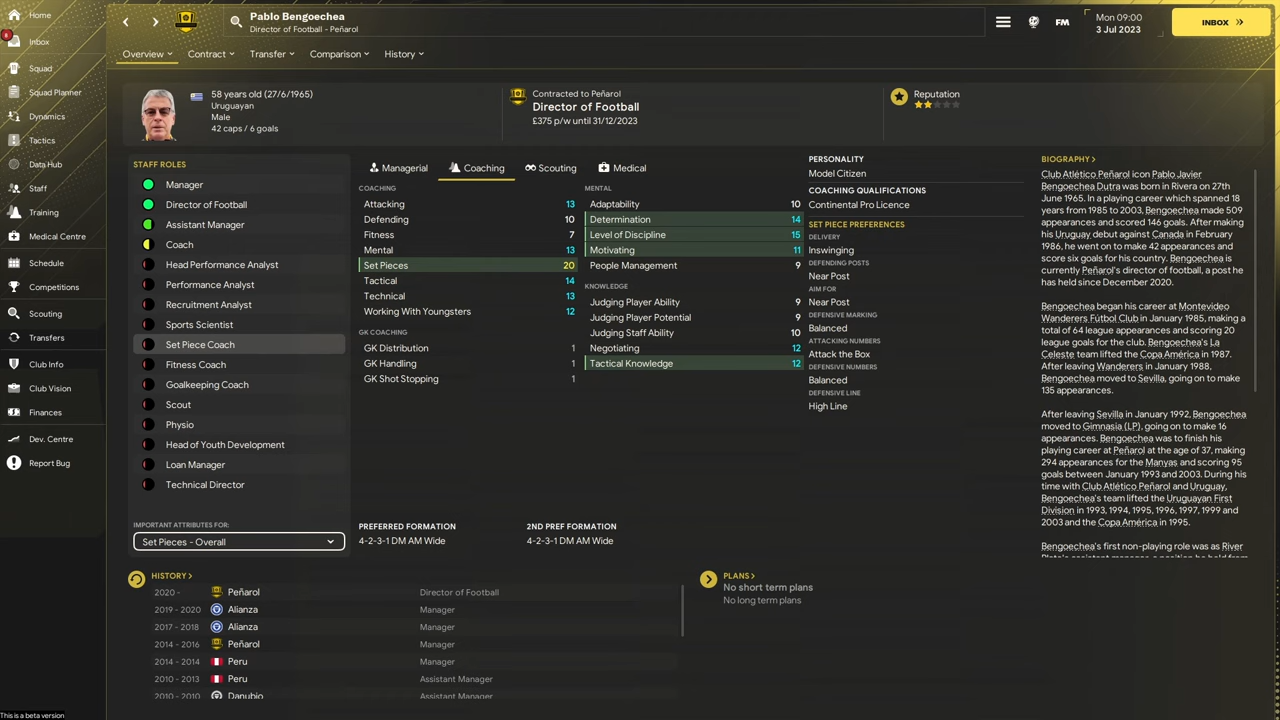 Home
Inbox
8
Squad
Squad Planner
Dynamics
Tactics
Data Hub
Staff
Training
Medical Centre
Schedule
Competitions
Scouting
Transfers
Club Info
Club Vision
Finances
Dev. Centre
Report Bug
This is a beta version
Pablo Bengoechea
Director of Football - Peñarol
FM
Mon 09:00
3 Jul 2023
INBOX
Overview
Contract
Transfer
Comparison
History
58 years old (27/6/1965)
Uruguayan
Male
42 caps / 6 goals
Contracted to Peñarol
Director of Football
£375 p/w until 31/12/2023
Reputation
STAFF ROLES
Manager
Director of Football
Assistant Manager
Coach
Head Performance Analyst
Performance Analyst
Recruitment Analyst
Sports Scientist
Set Piece Coach
Fitness Coach
Goalkeeping Coach
Scout
Physio
Head of Youth Development
Loan Manager
Technical Director
IMPORTANT ATTRIBUTES FOR:
Set Pieces - Overall
Managerial
Coaching
Scouting
Medical
COACHING
Attacking 13
Defending 10
Fitness 7
Mental 13
Set Pieces 20
Tactical 14
Technical 13
Working With Youngsters 12
GK COACHING
GK Distribution 1
GK Handling 1
GK Shot Stopping 1
MENTAL
Adaptability 10
Determination 14
Level of Discipline 15
Motivating 11
People Management 9
KNOWLEDGE
Judging Player Ability 9
Judging Player Potential 9
Judging Staff Ability 10
Negotiating 12
Tactical Knowledge 12
PREFERRED FORMATION
4-2-3-1 DM AM Wide
2ND PREF FORMATION
4-2-3-1 DM AM Wide
PERSONALITY
Model Citizen
COACHING QUALIFICATIONS
Continental Pro Licence
SET PIECE PREFERENCES
DELIVERY
Inswinging
DEFENDING POSTS
Near Post
AIM FOR
Near Post
DEFENSIVE MARKING
Balanced
ATTACKING NUMBERS
Attack the Box
DEFENSIVE NUMBERS
Balanced
DEFENSIVE LINE
High Line
BIOGRAPHY >
Club Atlético Peñarol icon Pablo Javier
Bengoechea Dutra was born in Rivera on 27th
June 1965. In a playing career which spanned 18
years from 1985 to 2003, Bengoechea made 509
appearances and scored 146 goals. After making
his Uruguay debut against Canada in February
1986, he went on to make 42 appearances and
score six goals for his country. Bengoechea is
currently Peñarol's director of football, a post he
has held since December 2020.
Bengoechea began his career at Montevideo
Wanderers Fútbol Club in January 1985, making a
total of 64 league appearances and scoring 20
league goals for the club. Bengoechea's La
Celeste team lifted the Copa América in 1987.
After leaving Wanderers in January 1988,
Bengoechea moved to Sevilla, going on to make
135 appearances.
After leaving Sevilla in January 1992, Bengoechea
moved to Gimnasia (LP), going on to make 16
appearances. Bengoechea was to finish his
playing career at Peñarol at the age of 37, making
294 appearances for the Manyas and scoring 95
goals between January 1993 and 2003. During his
time with Club Atlético Peñarol and Uruguay,
Bengoechea's team lifted the Uruguayan First
Division in 1993, 1994, 1995, 1996, 1997, 1999 and
2003 and the Copa América in 1995.
Bengoechea's first non-playing role was as River
Plate's assistant manager, a position he held from
HISTORY >
2020 - Peñarol Director of Football
2019 - 2020 Alianza Manager
2017 - 2018 Alianza Manager
2014 - 2016 Peñarol Manager
2014 - 2014 Peru Manager
2010 - 2013 Peru Assistant Manager
2010 - 2010 Danubio Assistant Manager
PLANS >
No short term plans
No long term plans